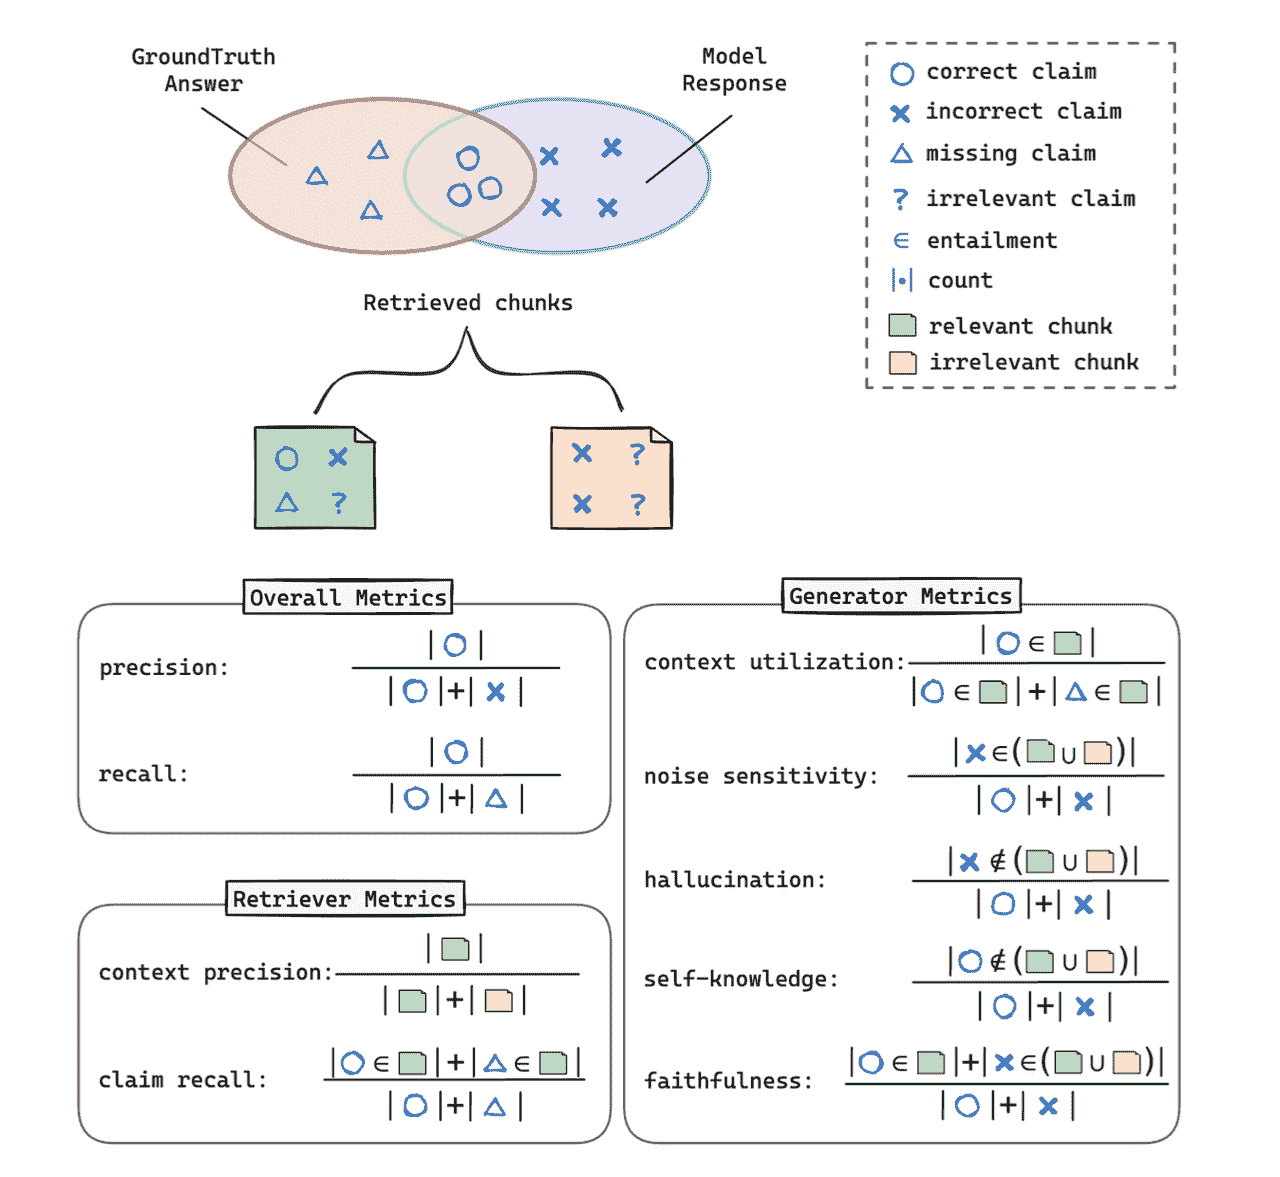 GroundTruth
Answer
Model
Response
correct claim
incorrect claim
missing claim
? irrelevant claim
∈ entailment
|•| count
relevant chunk
irrelevant chunk
Retrieved chunks
?
?
?
Overall Metrics
precision:
| |
| |+| |
recall:
| |
| |+| |
Retriever Metrics
context precision:
| |
| |+| |
claim recall:
| ∈ |+| ∈ |
| |+| |
Generator Metrics
context utilization:
| ∈ |
| ∈ |+| ∈ |
noise sensitivity:
| ∈( ∪ )|
| |+| |
hallucination:
| ∉( ∪ )|
| |+| |
self-knowledge:
| ∉( ∪ )|
| |+| |
faithfulness:
| ∈ |+| ∈( ∪ )|
| |+| |